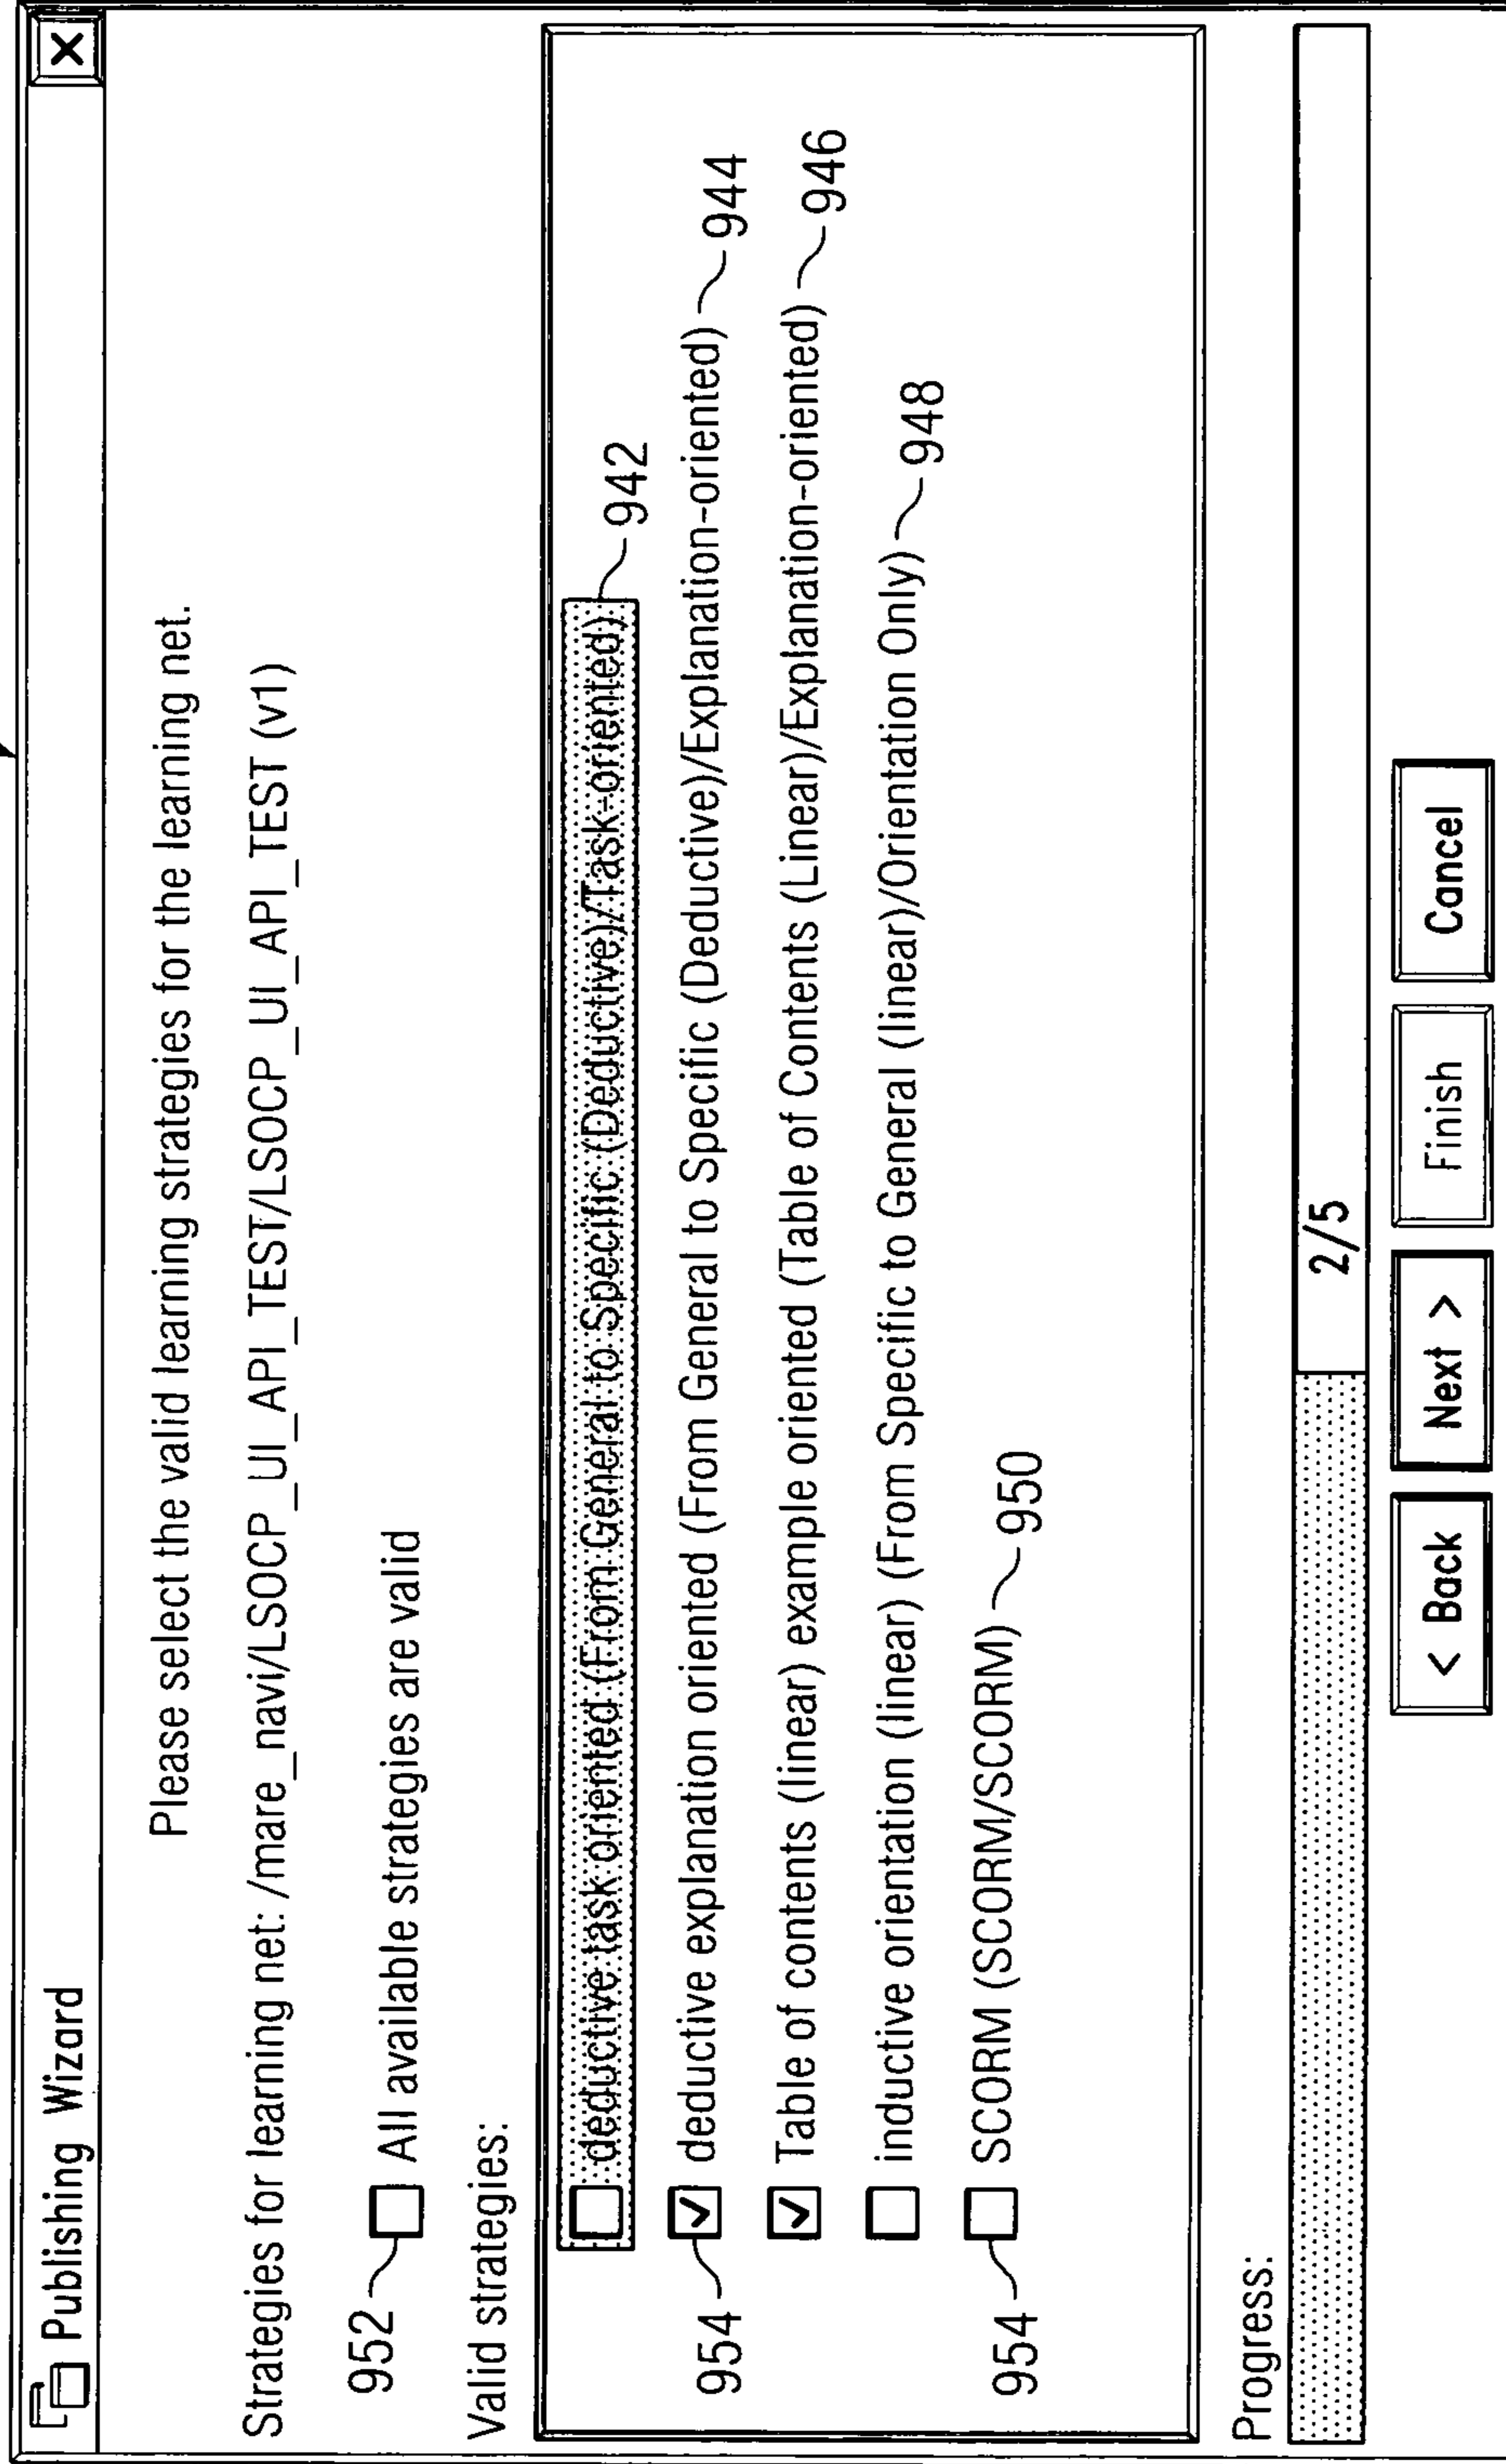 Publishing Wizard
X
Please select the valid learning strategies for the learning net.
Strategies for learning net: /mare_navi/LSOCP_UI_API_TEST/LSOCP_UI_API_TEST (v1)
952 All available strategies are valid
Valid strategies:
deductive task oriented (From General to Specific (Deductive)/Task-oriented) 942
954 deductive explanation oriented (From General to Specific (Deductive)/Explanation-oriented) 944
Table of contents (linear) example oriented (Table of Contents (Linear)/Explanation-oriented) 946
inductive orientation (linear) (From Specific to General (linear)/Orientation Only) 948
954 SCORM (SCORM/SCORM) 950
Progress:
2/5
< Back Next > Finish Cancel